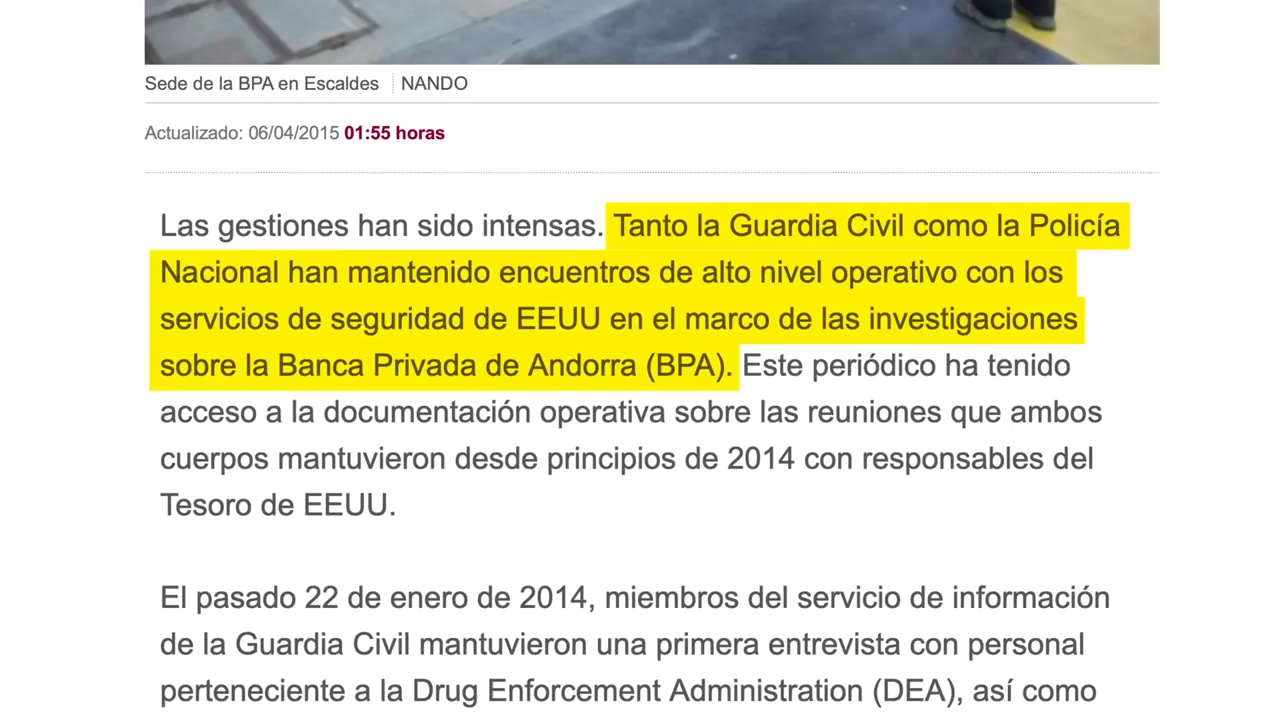 Sede de la BPA en Escaldes NANDO
Actualizado: 06/04/2015 01:55 horas
Las gestiones han sido intensas. Tanto la Guardia Civil como la Policía
Nacional han mantenido encuentros de alto nivel operativo con los
servicios de seguridad de EEUU en el marco de las investigaciones
sobre la Banca Privada de Andorra (BPA). Este periódico ha tenido
acceso a la documentación operativa sobre las reuniones que ambos
cuerpos mantuvieron desde principios de 2014 con responsables del
Tesoro de EEUU.
El pasado 22 de enero de 2014, miembros del servicio de información
de la Guardia Civil mantuvieron una primera entrevista con personal
perteneciente a la Drug Enforcement Administration (DEA), así como